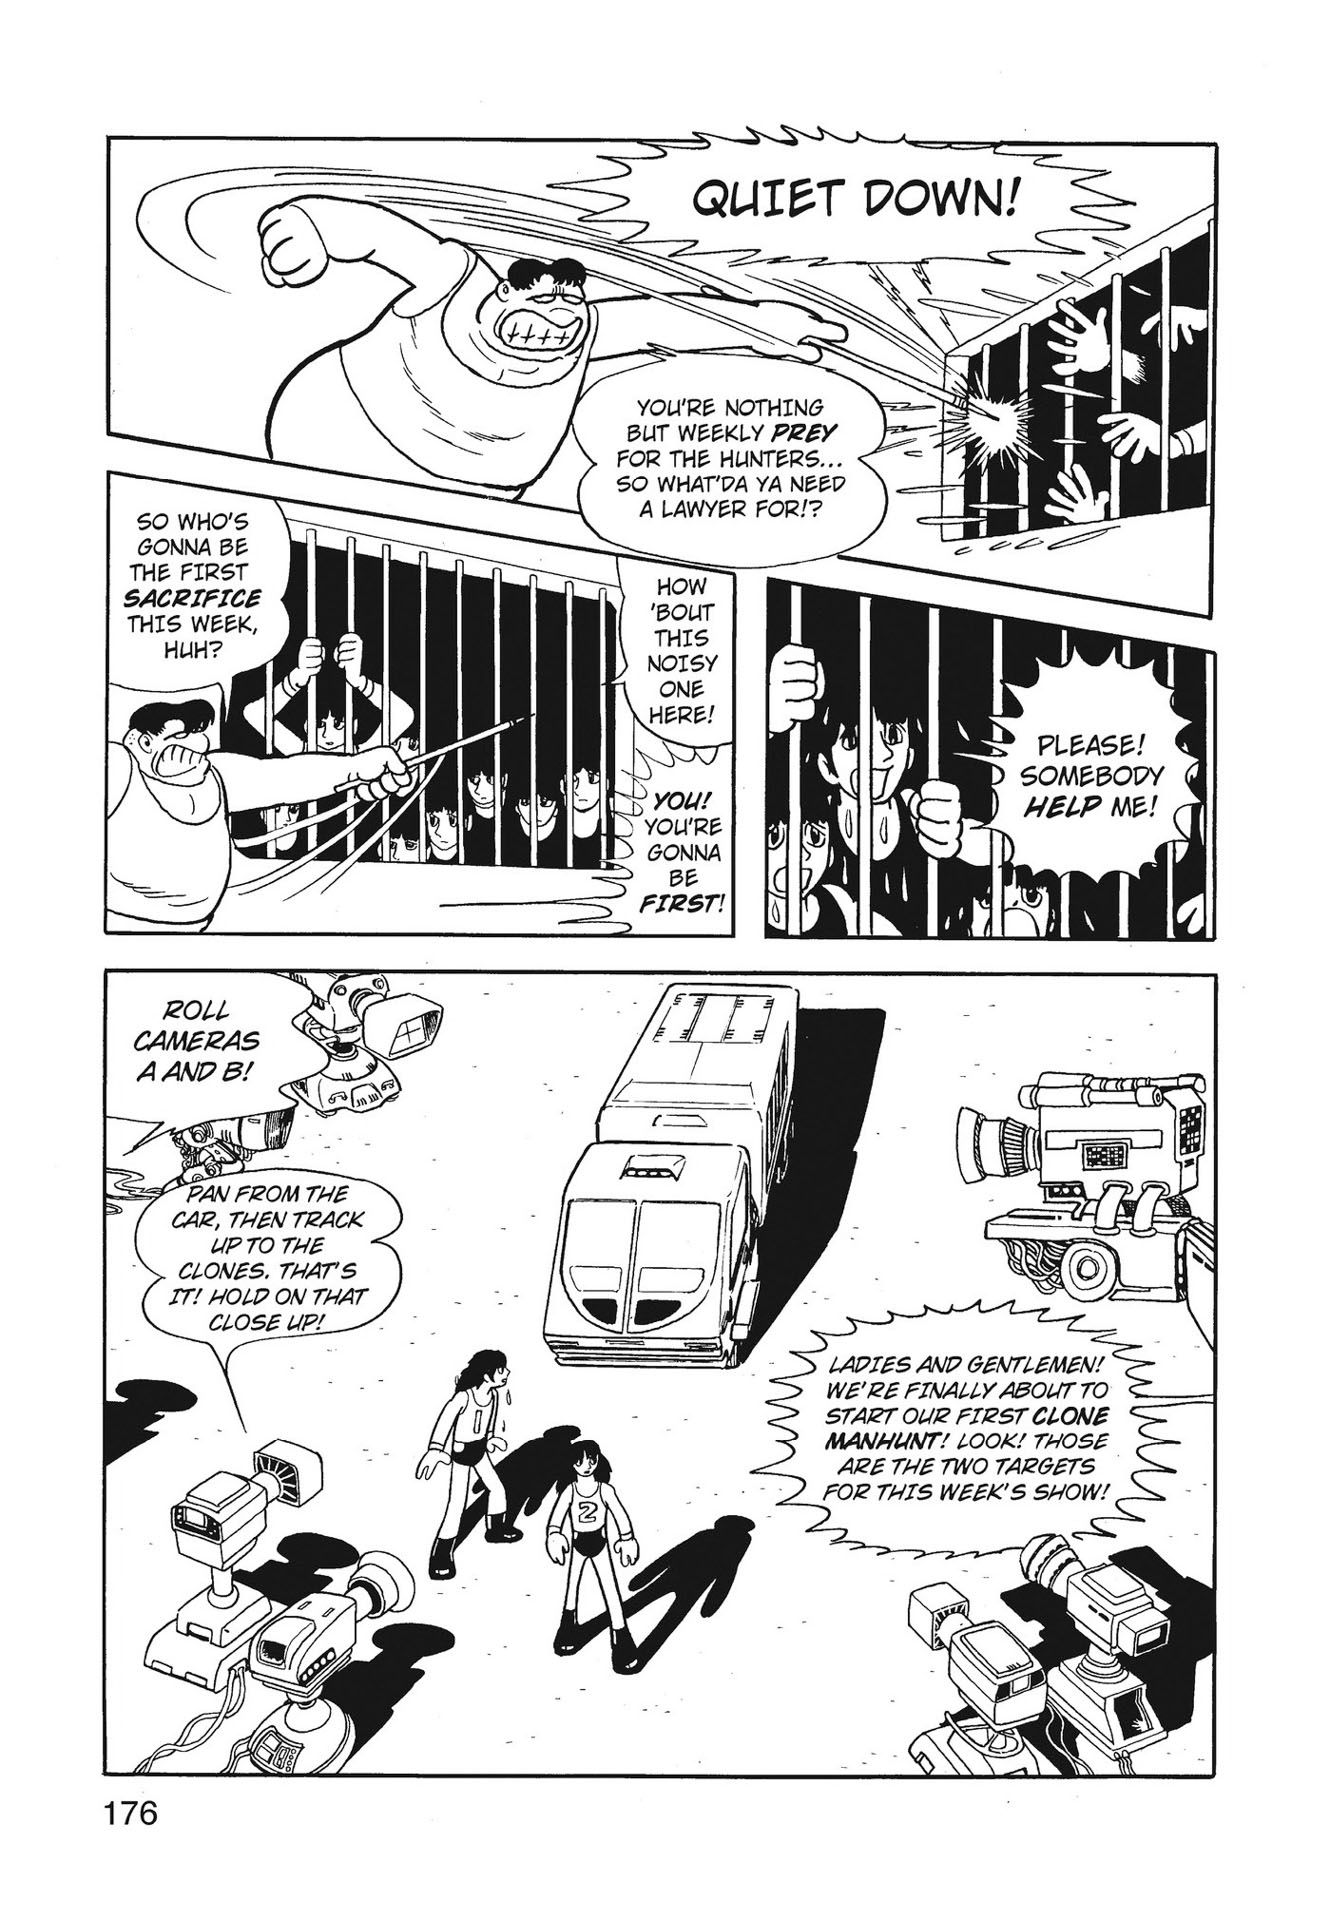 QUIET DOWN!
YOU'RE NOTHING
BUT WEEKLY PREY
FOR THE HUNTERS...
SO WHAT'DA YA NEED
A LAWYER FOR!?
SO WHO'S
GONNA BE
THE FIRST
SACRIFICE
THIS WEEK,
HUH?
HOW
'BOUT
THIS
NOISY
ONE
HERE!
YOU!
YOU'RE
GONNA
BE
FIRST!
PLEASE!
SOMEBODY
HELP ME!
ROLL
CAMERAS
A AND B!
PAN FROM THE
CAR, THEN TRACK
UP TO THE
CLONES. THAT'S
IT! HOLD ON THAT
CLOSE UP!
LADIES AND GENTLEMEN!
WE'RE FINALLY ABOUT TO
START OUR FIRST CLONE
MANHUNT! LOOK! THOSE
ARE THE TWO TARGETS
FOR THIS WEEK'S SHOW!
1
2
176